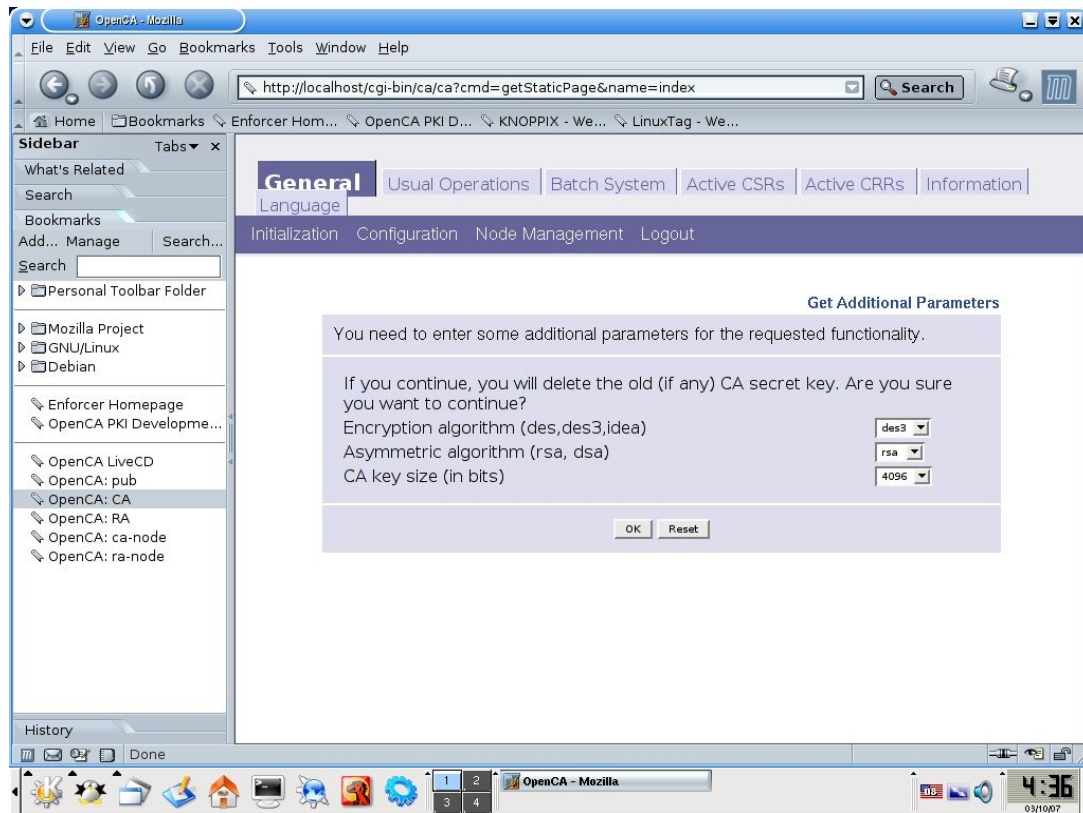 OpenCA - Mozilla
File Edit View Go Bookmarks Tools Window Help
http://localhost/cgi-bin/ca/ca?cmd=getStaticPage&name=index
Search
Home Bookmarks Enforcer Hom... OpenCA PKI D... KNOPPIX - We... LinuxTag - We...
Sidebar Tabs x
What's Related
Search
Bookmarks
Add... Manage Search...
Search
Personal Toolbar Folder
Mozilla Project
GNU/Linux
Debian
Enforcer Homepage
OpenCA PKI Developme...
OpenCA LiveCD
OpenCA: pub
OpenCA: CA
OpenCA: RA
OpenCA: ca-node
OpenCA: ra-node
History
General Usual Operations Batch System Active CSRs Active CRRs Information
Language
Initialization Configuration Node Management Logout
Get Additional Parameters
You need to enter some additional parameters for the requested functionality.
If you continue, you will delete the old (if any) CA secret key. Are you sure
you want to continue?
Encryption algorithm (des,des3,idea) des3
Asymmetric algorithm (rsa, dsa) rsa
CA key size (in bits) 4096
OK Reset
Done
1 2
3 4
OpenCA - Mozilla
us
4:36
03/10/07